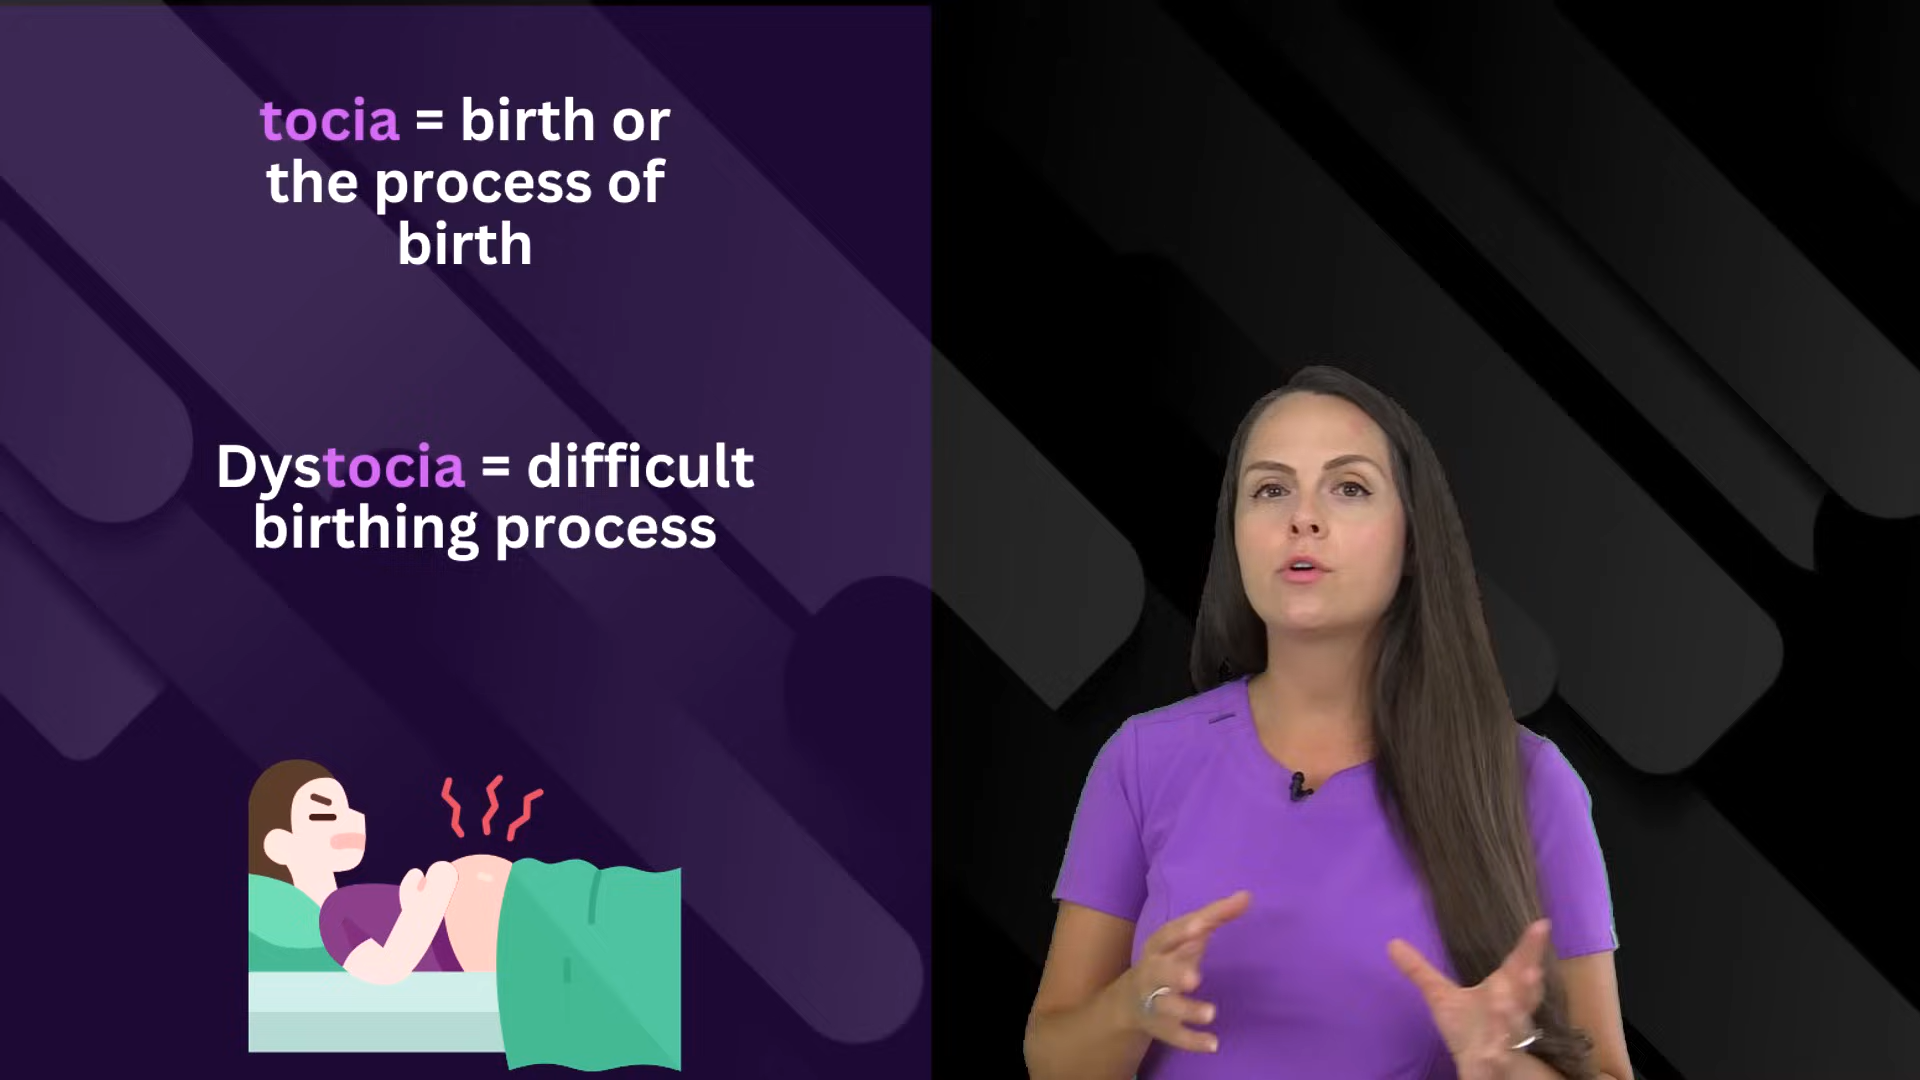 tocia = birth or
the process of
birth
Dystocia = difficult
birthing process